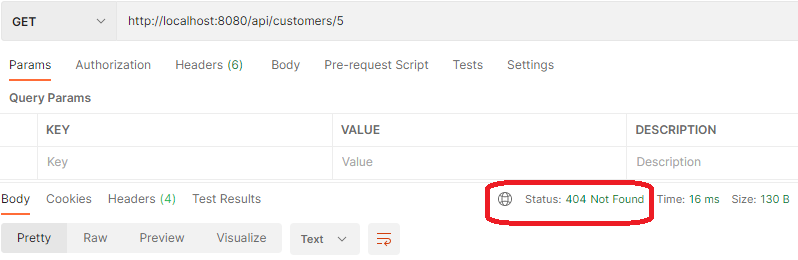 GET http://localhost:8080/api/customers/5
Params Authorization Headers (6) Body Pre-request Script Tests Settings
Query Params
KEY VALUE DESCRIPTION
Key Value Description
Body Cookies Headers (4) Test Results Status: 404 Not Found Time: 16 ms Size: 130 B
Pretty Raw Preview Visualize Text